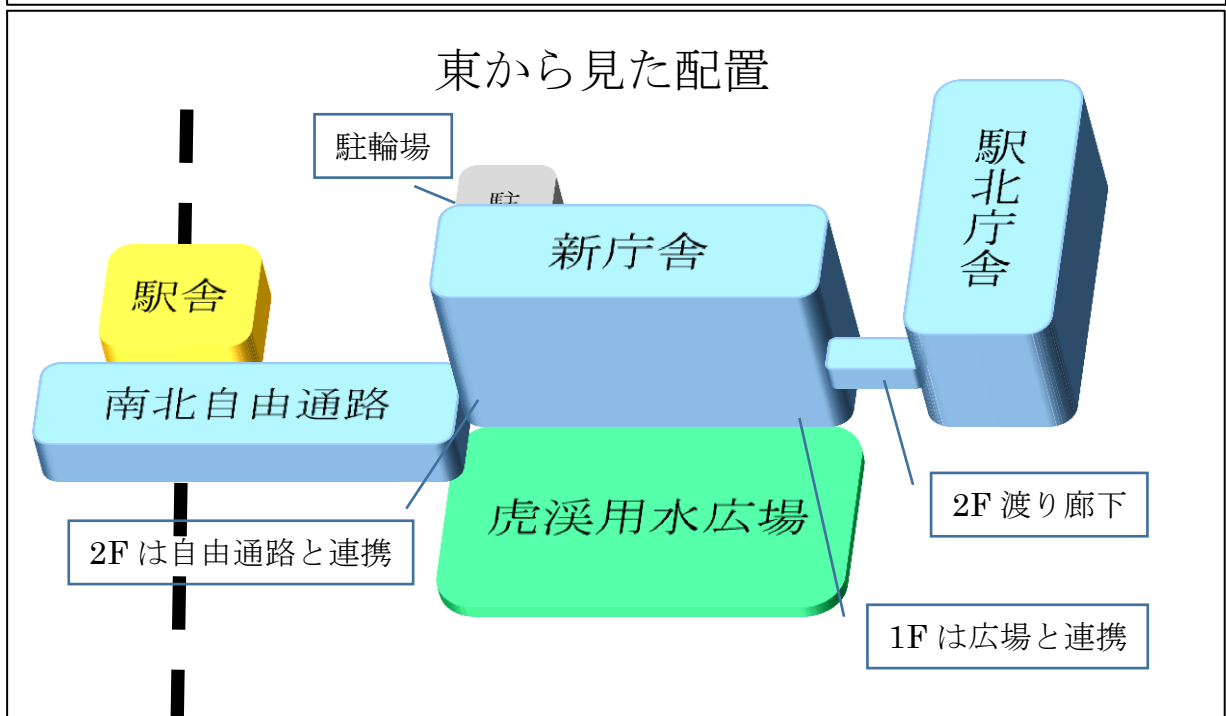 東から見た配置
駐輪場
駐
新庁舎
駅北庁舎
駅舎
南北自由通路
2F 渡り廊下
虎渓用水広場
2F は自由通路と連携
1F は広場と連携